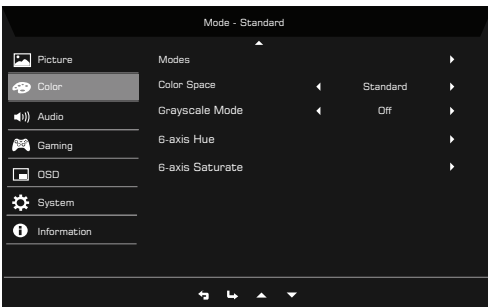 Mode - Standard
Picture
Color
Audio
Gaming
OSD
System
Information
Modes
Color Space Standard
Grayscale Mode Off
6-axis Hue
6-axis Saturate